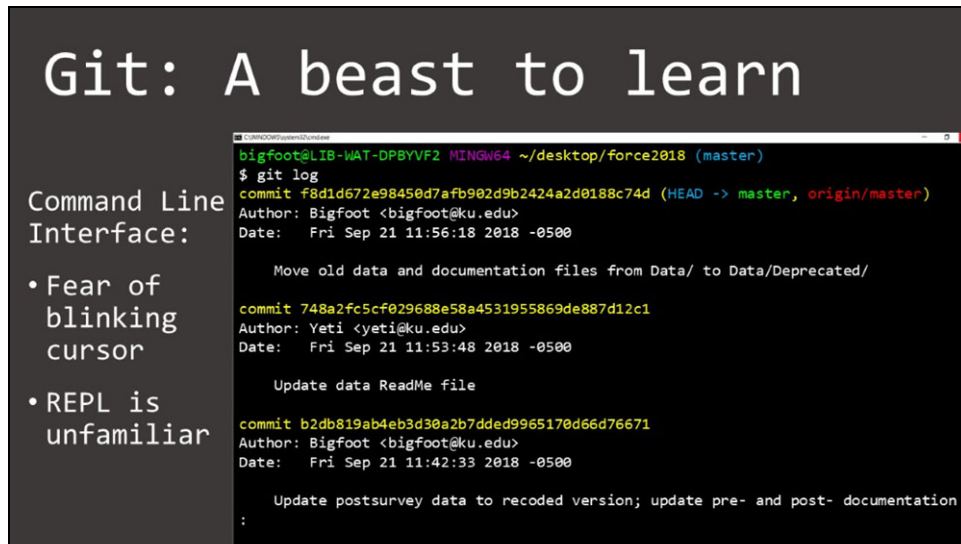 Git: A beast to learn
Command Line
Interface:
• Fear of
blinking
cursor
• REPL is
unfamiliar
C:\WINDOWS\system32\cmd.exe
bigfoot@LIB-WAT-DPBYVF2 MINGW64 ~/desktop/force2018 (master)
$ git log
commit f8d1d672e98450d7afb902d9b2424a2d0188c74d (HEAD -> master, origin/master)
Author: Bigfoot <bigfoot@ku.edu>
Date:   Fri Sep 21 11:56:18 2018 -0500
Move old data and documentation files from Data/ to Data/Deprecated/
commit 748a2fc5cf029688e58a4531955869de887d12c1
Author: Yeti <yeti@ku.edu>
Date:   Fri Sep 21 11:53:48 2018 -0500
Update data ReadMe file
commit b2db819ab4eb3d30a2b7dded9965170d66d76671
Author: Bigfoot <bigfoot@ku.edu>
Date:   Fri Sep 21 11:42:33 2018 -0500
Update postsurvey data to recoded version; update pre- and post- documentation
: